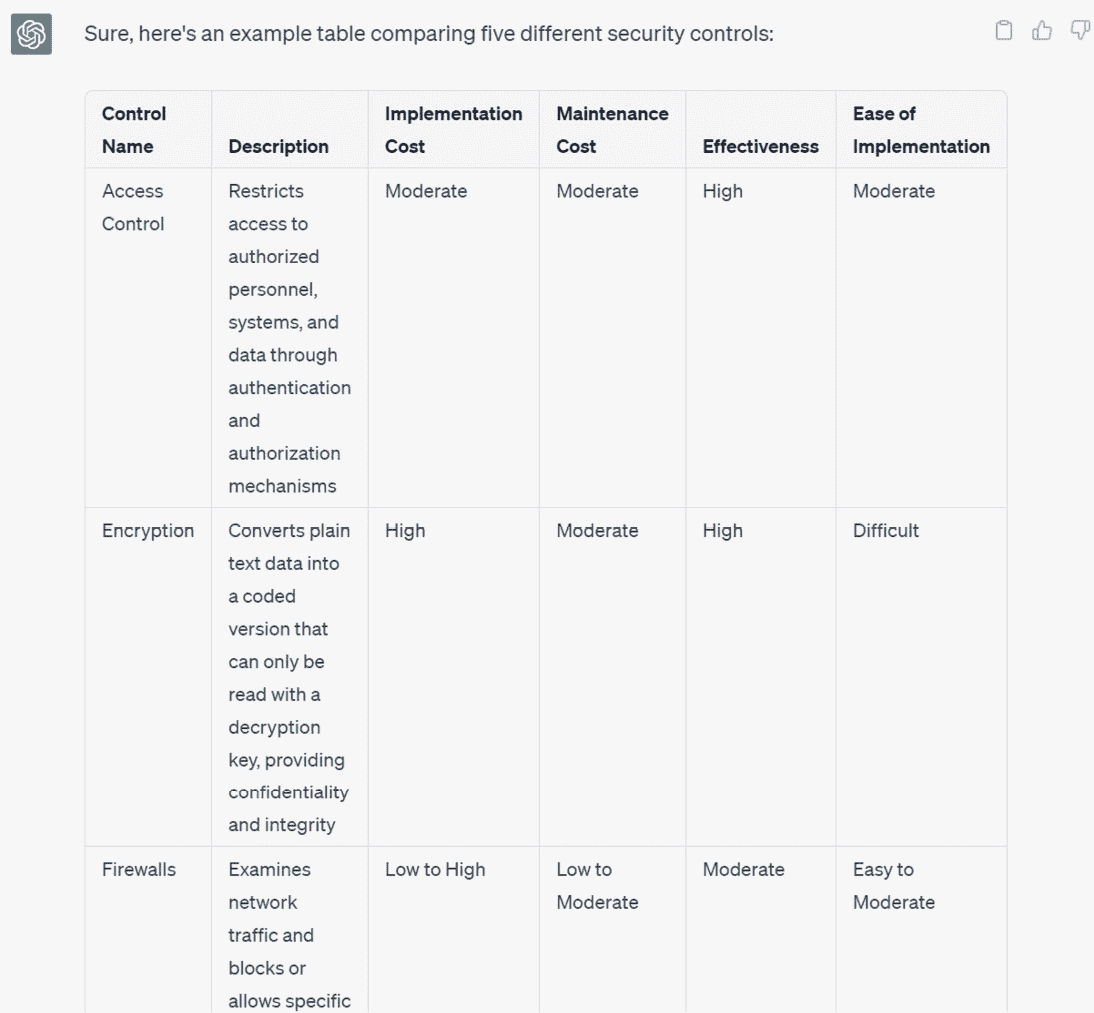 Sure, here's an example table comparing five different security controls:
Control Name
Description
Implementation Cost
Maintenance Cost
Effectiveness
Ease of Implementation
Access Control
Restricts
access to
authorized
personnel,
systems, and
data through
authentication
and
authorization
mechanisms
Moderate
Moderate
High
Moderate
Encryption
Converts plain
text data into
a coded
version that
can only be
read with a
decryption
key, providing
confidentiality
and integrity
High
Moderate
High
Difficult
Firewalls
Examines
network
traffic and
blocks or
allows specific
Low to High
Low to
Moderate
Moderate
Easy to
Moderate